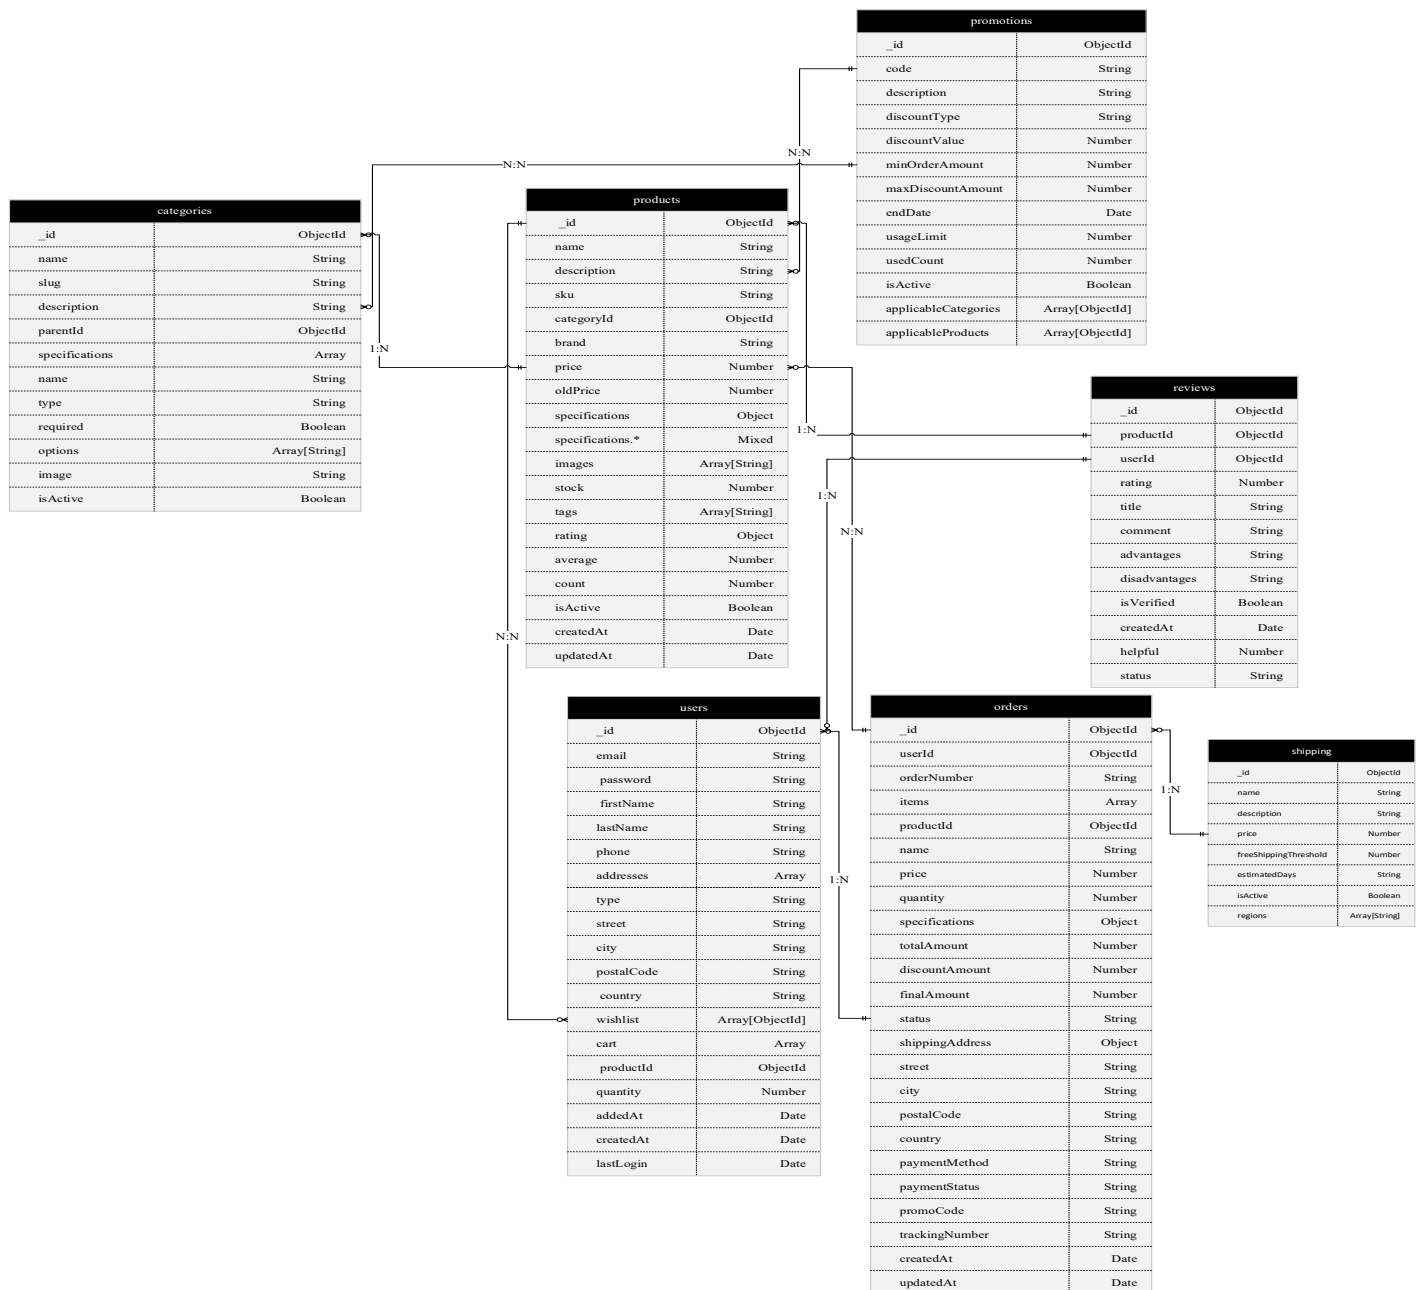 promotions
_id ObjectId
code String
description String
discountType String
discountValue Number
minOrderAmount Number
maxDiscountAmount Number
endDate Date
usageLimit Number
usedCount Number
isActive Boolean
applicableCategories Array[ObjectId]
applicableProducts Array[ObjectId]
N:N
N:N
categories
_id ObjectId
name String
slug String
description String
parentId ObjectId
specifications Array
name String
type String
required Boolean
options Array[String]
image String
isActive Boolean
1:N
products
_id ObjectId
name String
description String
sku String
categoryId ObjectId
brand String
price Number
oldPrice Number
specifications Object
specifications.* Mixed
images Array[String]
stock Number
tags Array[String]
rating Object
average Number
count Number
isActive Boolean
createdAt Date
updatedAt Date
1:N
1:N
N:N
N:N
reviews
_id ObjectId
productId ObjectId
userId ObjectId
rating Number
title String
comment String
advantages String
disadvantages String
isVerified Boolean
createdAt Date
helpful Number
status String
users
_id ObjectId
email String
password String
firstName String
lastName String
phone String
addresses Array
type String
street String
city String
postalCode String
country String
wishlist Array[ObjectId]
cart Array
productId ObjectId
quantity Number
addedAt Date
createdAt Date
lastLogin Date
1:N
orders
_id ObjectId
userId ObjectId
orderNumber String
items Array
productId ObjectId
name String
price Number
quantity Number
specifications Object
totalAmount Number
discountAmount Number
finalAmount Number
status String
shippingAddress Object
street String
city String
postalCode String
country String
paymentMethod String
paymentStatus String
promoCode String
trackingNumber String
createdAt Date
updatedAt Date
1:N
shipping
_id ObjectId
name String
description String
price Number
freeShippingThreshold Number
estimatedDays String
isActive Boolean
regions Array[String]